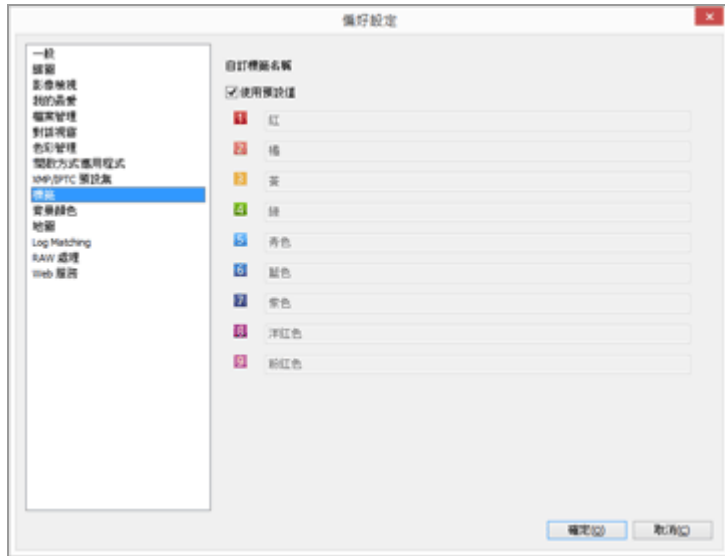 偏好設定
一般
縮圖
影像檢視
我的最愛
檔案管理
對話視窗
色彩管理
開啟方式應用程式
XMP/IPTC 預設集
標籤
背景顏色
地圖
Log Matching
RAW 處理
Web 服務
自訂標籤名稱
使用預設值
1 紅
2 橘
3 茶
4 綠
5 青色
6 藍色
7 紫色
8 洋紅色
9 粉紅色
確定(O)
取消(C)